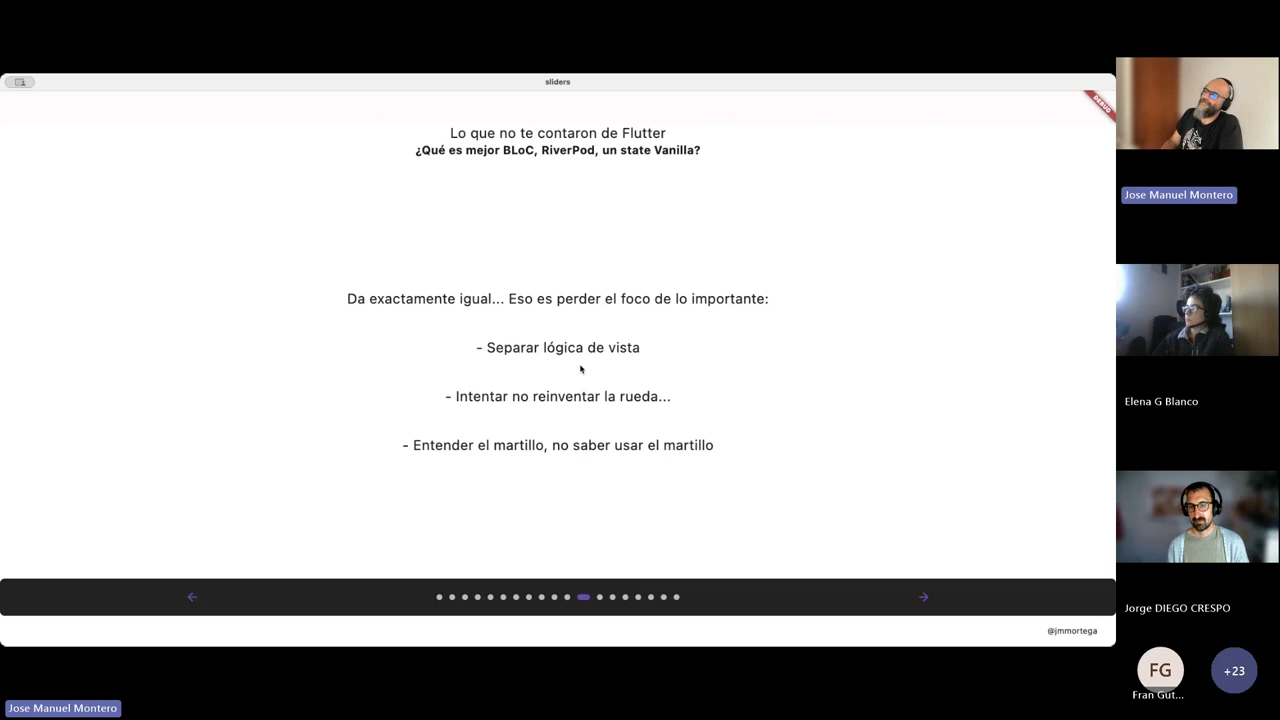 sliders
DEBUG
Lo que no te contaron de Flutter
¿Qué es mejor BLoC, RiverPod, un state Vanilla?
Da exactamente igual... Eso es perder el foco de lo importante:
- Separar lógica de vista
- Intentar no reinventar la rueda...
- Entender el martillo, no saber usar el martillo
@jmmortega
Jose Manuel Montero
Jose Manuel Montero
Elena G Blanco
Jorge DIEGO CRESPO
FG
Fran Gut...
+23